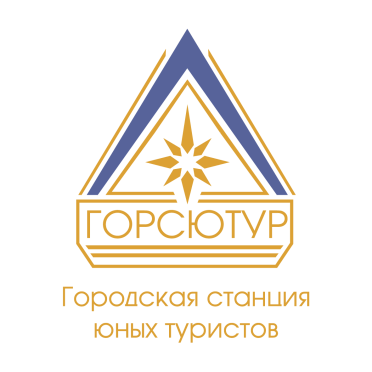 ГОРСЮТУР
Городская станция
юных туристов